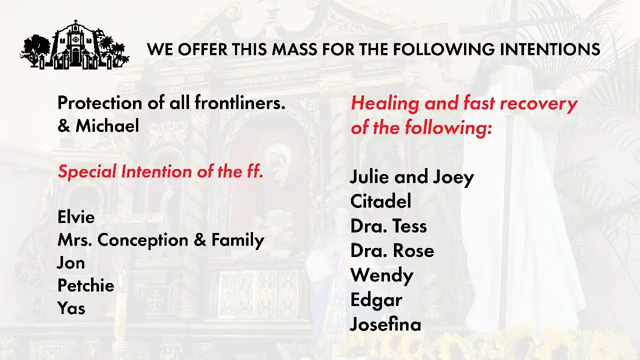 WE OFFER THIS MASS FOR THE FOLLOWING INTENTIONS
Protection of all frontliners.
& Michael
Special Intention of the ff.
Elvie
Mrs. Conception & Family
Jon
Petchie
Yas
Healing and fast recovery
of the following:
Julie and Joey
Citadel
Dra. Tess
Dra. Rose
Wendy
Edgar
Josefina